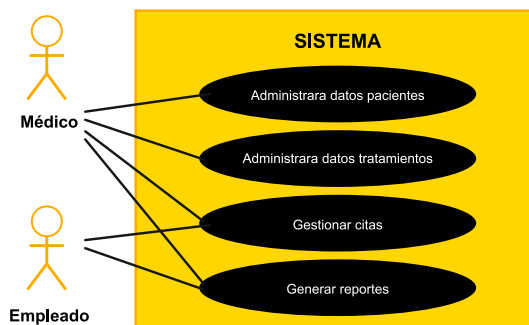 SISTEMA
Administrara datos pacientes
Médico
Administrara datos tratamientos
Gestionar citas
Generar reportes
Empleado